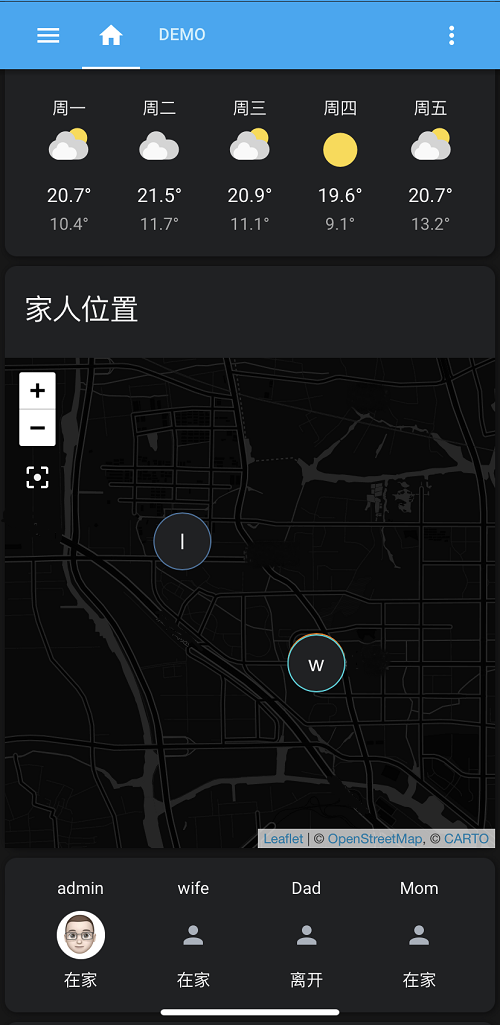 DEMO
周一 周二 周三 周四 周五
20.7° 21.5° 20.9° 19.6° 20.7°
10.4° 11.7° 11.1° 9.1° 13.2°
家人位置
+
−
l
w
Leaflet | © OpenStreetMap, © CARTO
admin wife Dad Mom
在家 在家 离开 在家